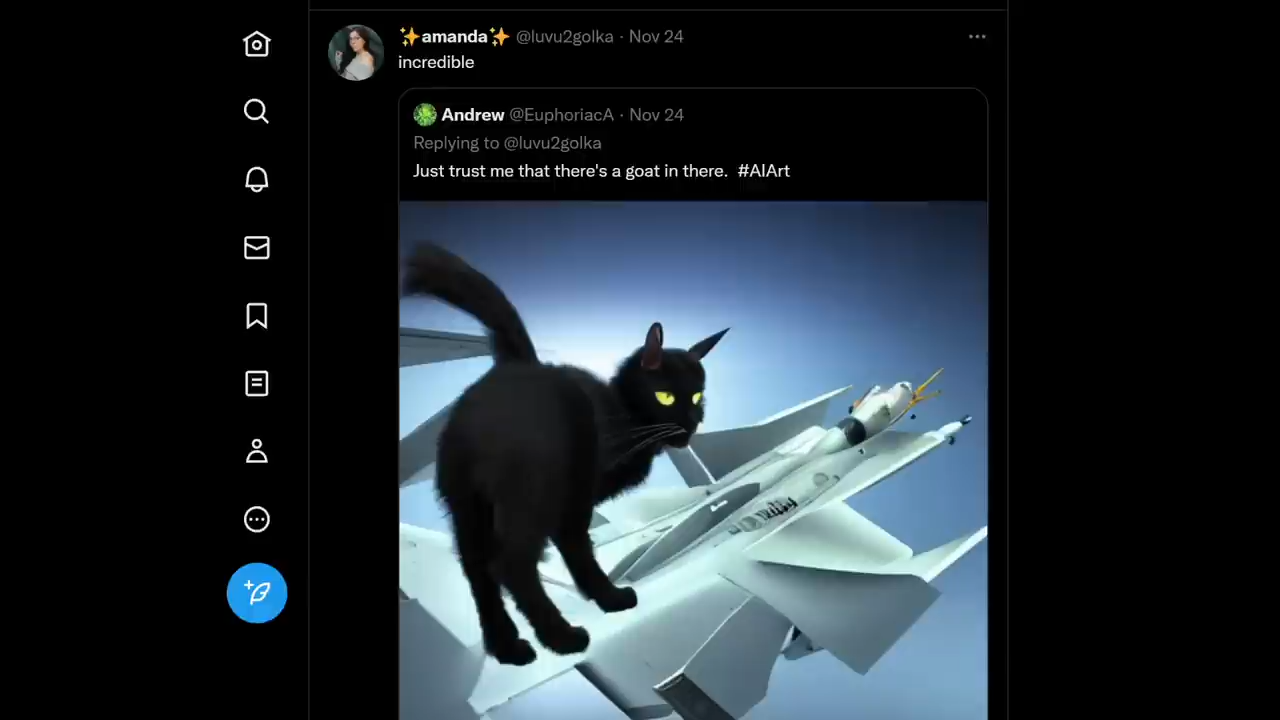 ✨amanda✨ @luvu2golka · Nov 24
incredible
Andrew @EuphoriacA · Nov 24
Replying to @luvu2golka
Just trust me that there's a goat in there. #AIArt